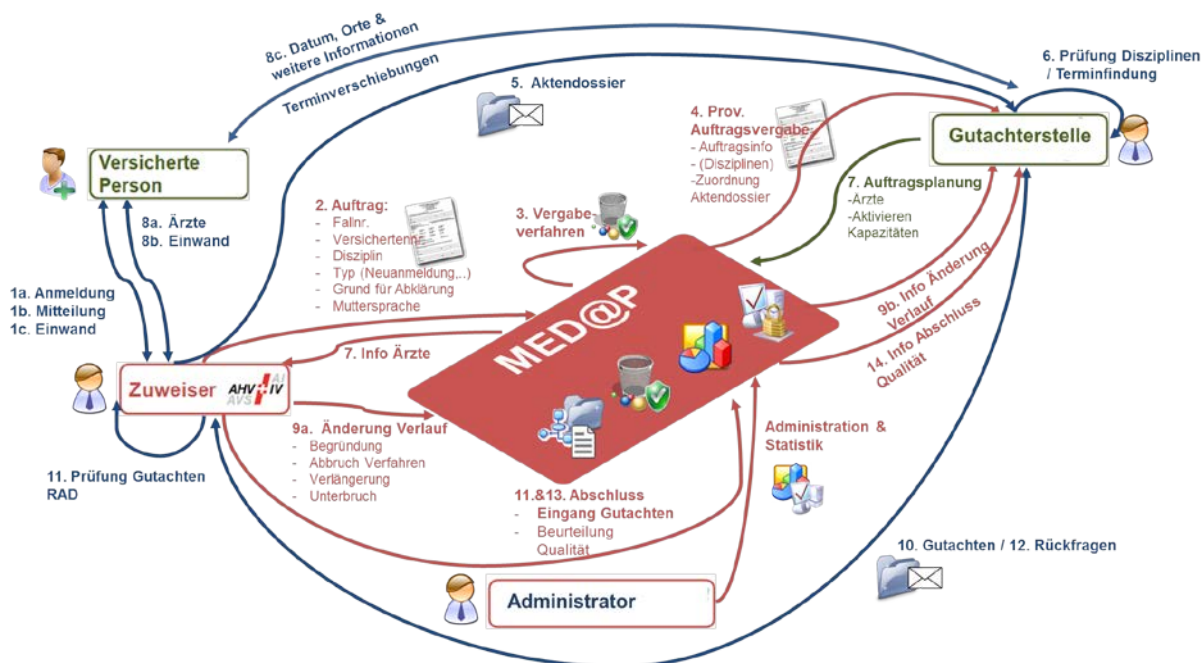 8c. Datum, Orte &
weitere Informationen
Terminverschiebungen
5. Aktendossier
6. Prüfung Disziplinen
/ Terminfindung
4. Prov.
Auftragsvergabe
- Auftragsinfo
- (Disziplinen)
-Zuordnung
Aktendossier
Gutachterstelle
Versicherte
Person
8a. Ärzte
8b. Einwand
2. Auftrag:
- Fallnr.
- Versichertennr.
- Disziplin
- Typ (Neuanmeldung,..)
- Grund für Abklärung
- Muttersprache
3. Vergabe-
verfahren
7. Auftragsplanung
-Ärzte
-Aktivieren
Kapazitäten
1a. Anmeldung
1b. Mitteilung
1c. Einwand
MED@P
9b. Info Änderung
Verlauf
14. Info Abschluss
Qualität
7. Info Ärzte
Zuweiser
AHV IV
AVS AI
9a. Änderung Verlauf
- Begründung
- Abbruch Verfahren
- Verlängerung
- Unterbruch
11. Prüfung Gutachten
RAD
11.&13. Abschluss
- Eingang Gutachten
- Beurteilung
Qualität
Administration &
Statistik
10. Gutachten / 12. Rückfragen
Administrator